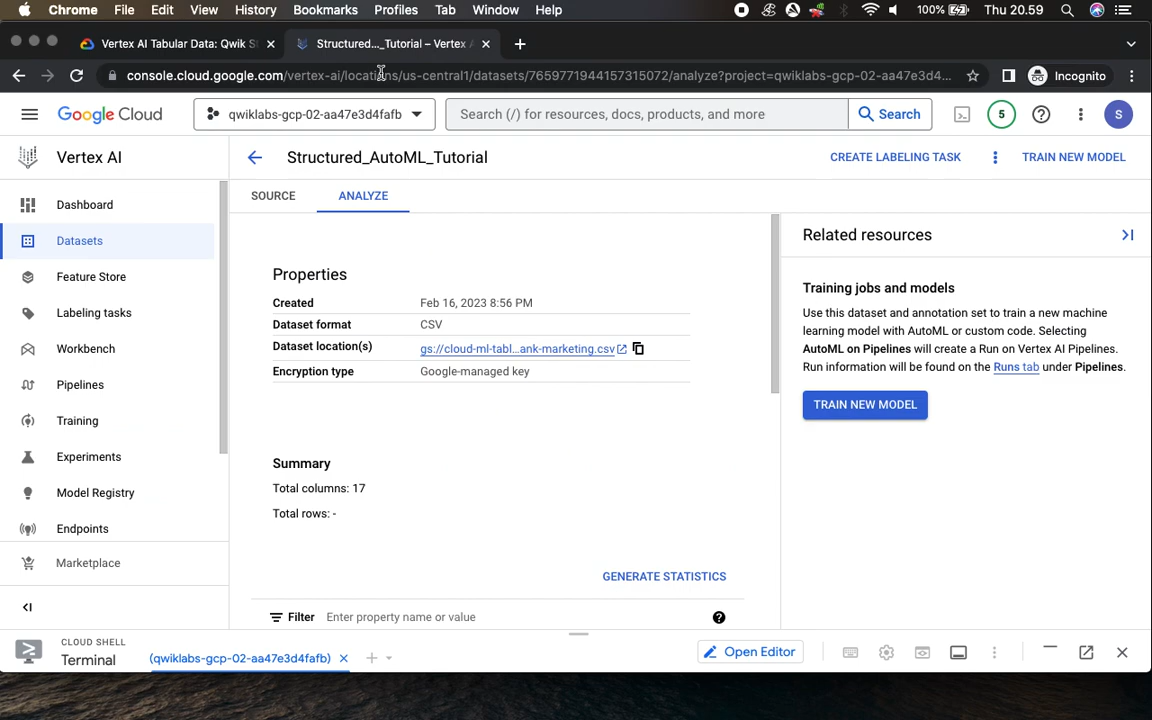 Chrome File Edit View History Bookmarks Profiles Tab Window Help 100% Thu 20.59
Vertex AI Tabular Data: Qwik S Structured..._Tutorial – Vertex A
console.cloud.google.com/vertex-ai/locations/us-central1/datasets/7659771944157315072/analyze?project=qwiklabs-gcp-02-aa47e3d4... Incognito
Google Cloud qwiklabs-gcp-02-aa47e3d4fafb Search (/) for resources, docs, products, and more Search 5 S
Vertex AI Structured_AutoML_Tutorial CREATE LABELING TASK TRAIN NEW MODEL
SOURCE ANALYZE
Dashboard
Datasets
Feature Store
Labeling tasks
Workbench
Pipelines
Training
Experiments
Model Registry
Endpoints
Marketplace
Properties
Created Feb 16, 2023 8:56 PM
Dataset format CSV
Dataset location(s) gs://cloud-ml-tabl...ank-marketing.csv
Encryption type Google-managed key
Summary
Total columns: 17
Total rows: -
GENERATE STATISTICS
Filter Enter property name or value
Related resources
Training jobs and models
Use this dataset and annotation set to train a new machine
learning model with AutoML or custom code. Selecting
AutoML on Pipelines will create a Run on Vertex AI Pipelines.
Run information will be found on the Runs tab under Pipelines.
TRAIN NEW MODEL
CLOUD SHELL
Terminal (qwiklabs-gcp-02-aa47e3d4fafb) Open Editor